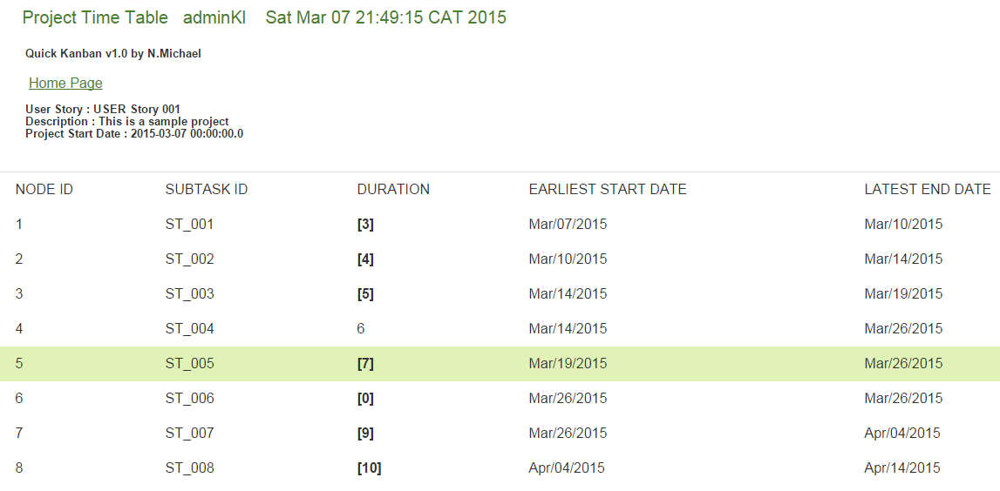 Project Time Table adminKl Sat Mar 07 21:49:15 CAT 2015
Quick Kanban v1.0 by N.Michael
Home Page
User Story : USER Story 001
Description : This is a sample project
Project Start Date : 2015-03-07 00:00:00.0
NODE ID SUBTASK ID DURATION EARLIEST START DATE LATEST END DATE
1 ST_001 [3] Mar/07/2015 Mar/10/2015
2 ST_002 [4] Mar/10/2015 Mar/14/2015
3 ST_003 [5] Mar/14/2015 Mar/19/2015
4 ST_004 6 Mar/14/2015 Mar/26/2015
5 ST_005 [7] Mar/19/2015 Mar/26/2015
6 ST_006 [0] Mar/26/2015 Mar/26/2015
7 ST_007 [9] Mar/26/2015 Apr/04/2015
8 ST_008 [10] Apr/04/2015 Apr/14/2015